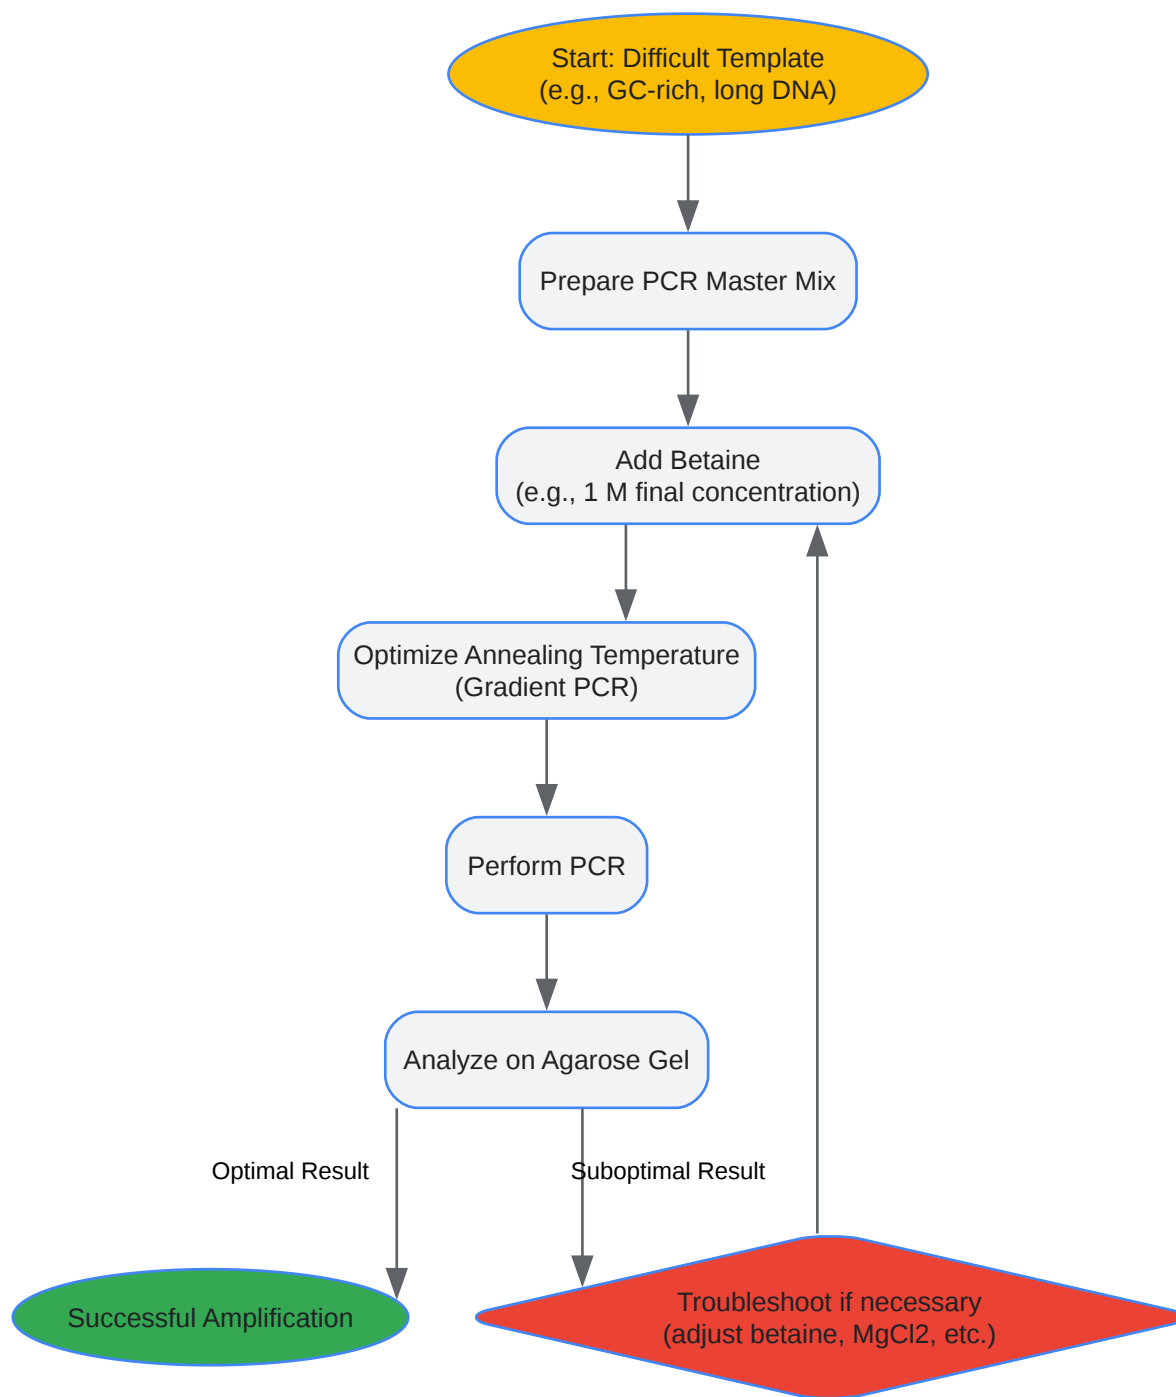 Start: Difficult Template
(e.g., GC-rich, long DNA)
Prepare PCR Master Mix
Add Betaine
(e.g., 1 M final concentration)
Optimize Annealing Temperature
(Gradient PCR)
Perform PCR
Analyze on Agarose Gel
Optimal Result
Suboptimal Result
Successful Amplification
Troubleshoot if necessary
(adjust betaine, MgCl2, etc.)